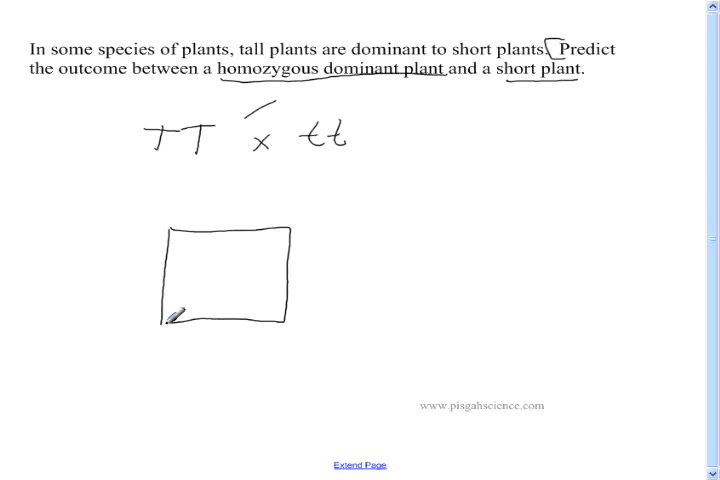 In some species of plants, tall plants are dominant to short plants. Predict
the outcome between a homozygous dominant plant and a short plant.
TT x tt
www.pisgahscience.com
Extend Page